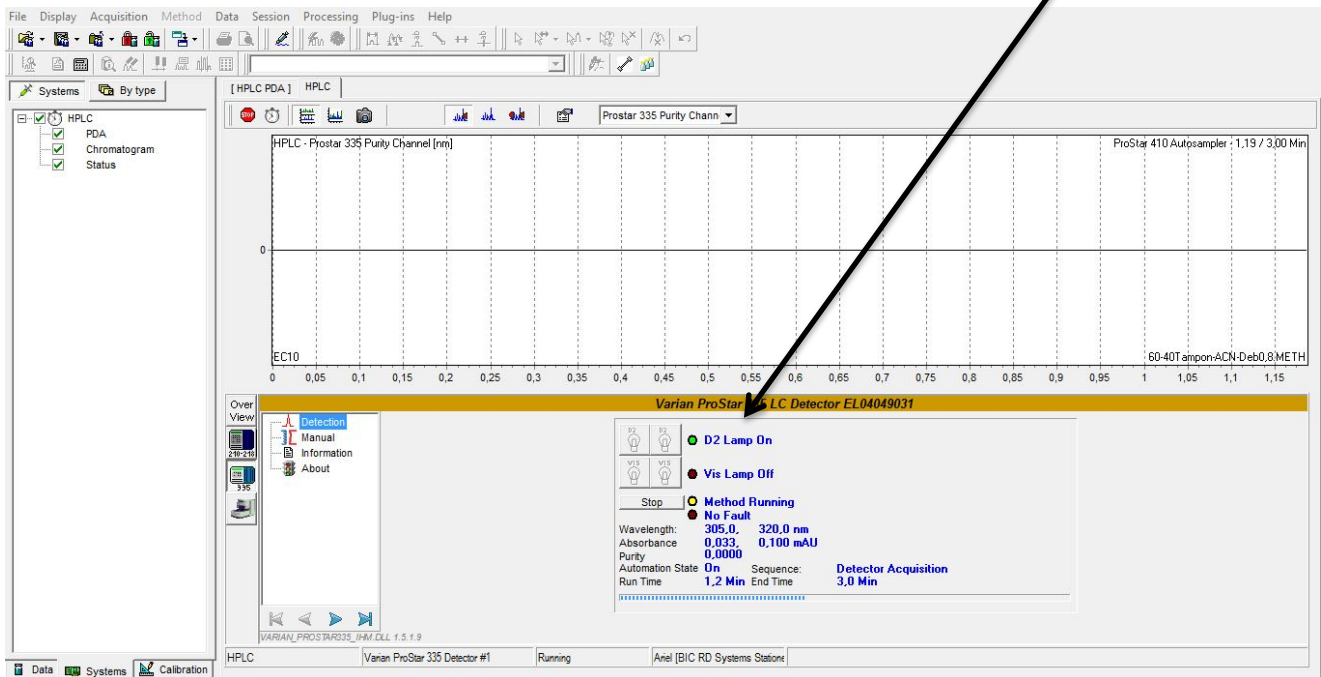 File Display Acquisition Method Data Session Processing Plug-ins Help
Systems By type
[ HPLC PDA ] HPLC
HPLC
PDA
Chromatogram
Status
STOP
Prostar 335 Purity Chann
HPLC - Prostar 335 Purity Channel [nm]
ProStar 410 Autosampler - 1,19 / 3,00 Min
0
EC10
60-40Tampon-ACN-Deb0,8.METH
0 0,05 0,1 0,15 0,2 0,25 0,3 0,35 0,4 0,45 0,5 0,55 0,6 0,65 0,7 0,75 0,8 0,85 0,9 0,95 1 1,05 1,1 1,15
Over
View
210-218
335
Varian ProStar LC Detector EL04049031
Detection
Manual
Information
About
D2 D2
D2 Lamp On
VIS VIS
Vis Lamp Off
Stop
Method Running
No Fault
Wavelength: 305,0, 320,0 nm
Absorbance 0,033, 0,100 mAU
Purity 0,0000
Automation State On Sequence: Detector Acquisition
Run Time 1,2 Min End Time 3,0 Min
VARIAN_PROSTAR335_IHM.DLL 1.5.1.9
HPLC Varian ProStar 335 Detector #1 Running Ariel [BIC RD Systems Statione
Data Systems Calibration